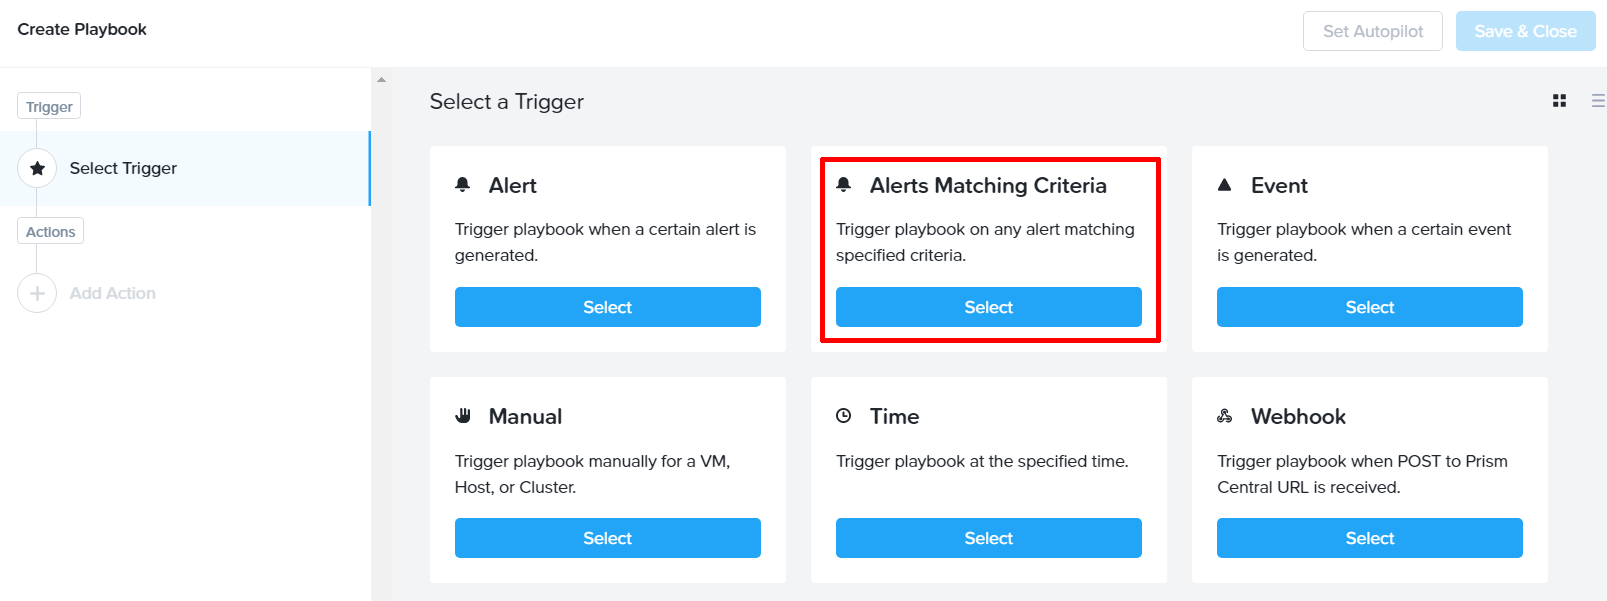 Create Playbook
Set Autopilot
Save & Close
Trigger
Select Trigger
Actions
Add Action
Select a Trigger
Alert
Trigger playbook when a certain alert is
generated.
Select
Alerts Matching Criteria
Trigger playbook on any alert matching
specified criteria.
Select
Event
Trigger playbook when a certain event
is generated.
Select
Manual
Trigger playbook manually for a VM,
Host, or Cluster.
Select
Time
Trigger playbook at the specified time.
Select
Webhook
Trigger playbook when POST to Prism
Central URL is received.
Select